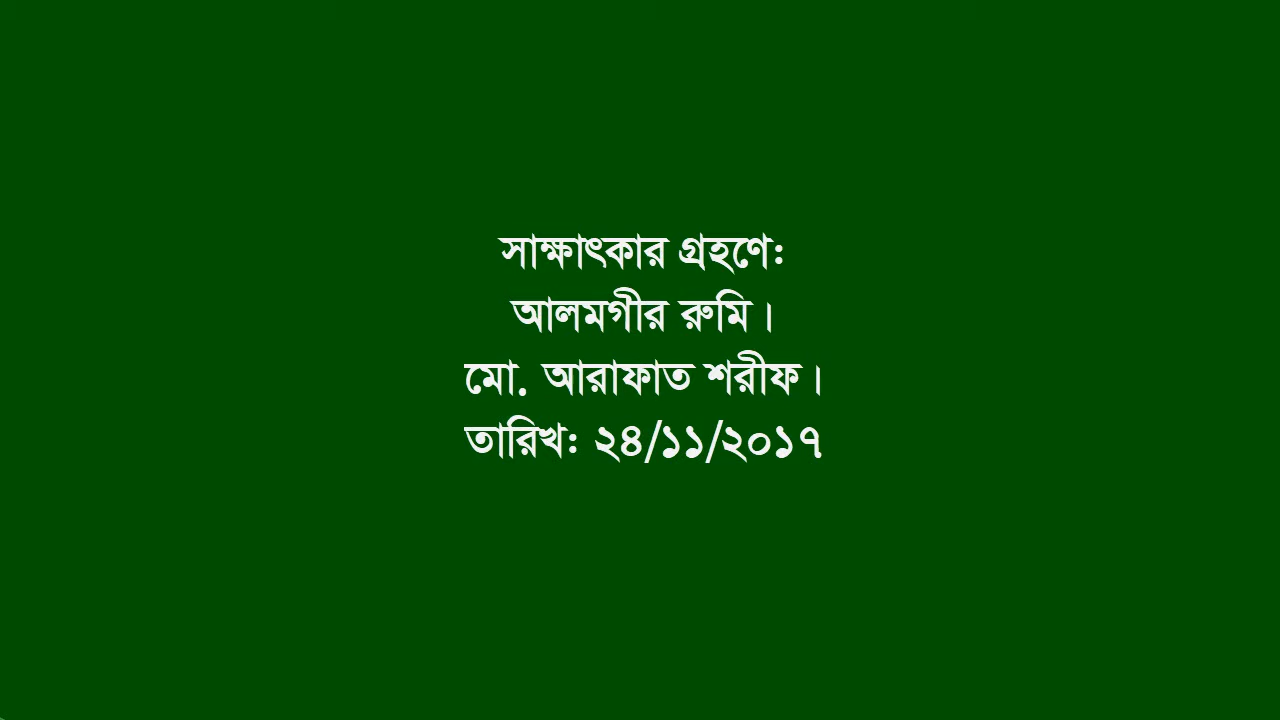 সাক্ষাৎকার গ্রহণে:
আলমগীর রুমি।
মো. আরাফাত শরীফ।
তারিখ: ২৪/১১/২০১৭